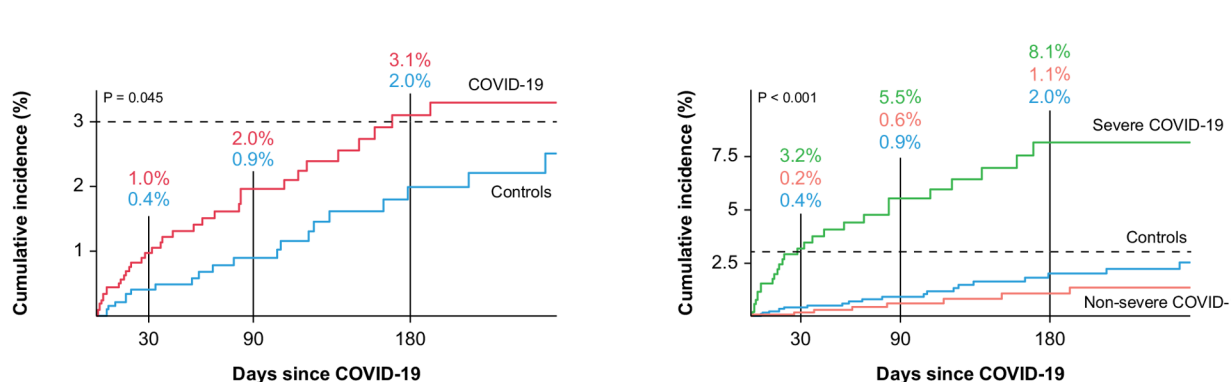 Cumulative incidence (%)
P = 0.045
3
2
1
1.0%
0.4%
2.0%
0.9%
3.1%
2.0%
COVID-19
Controls
30
90
180
Days since COVID-19
Cumulative incidence (%)
P < 0.001
7.5
5
2.5
3.2%
0.2%
0.4%
5.5%
0.6%
0.9%
8.1%
1.1%
2.0%
Severe COVID-19
Controls
Non-severe COVID-
30
90
180
Days since COVID-19